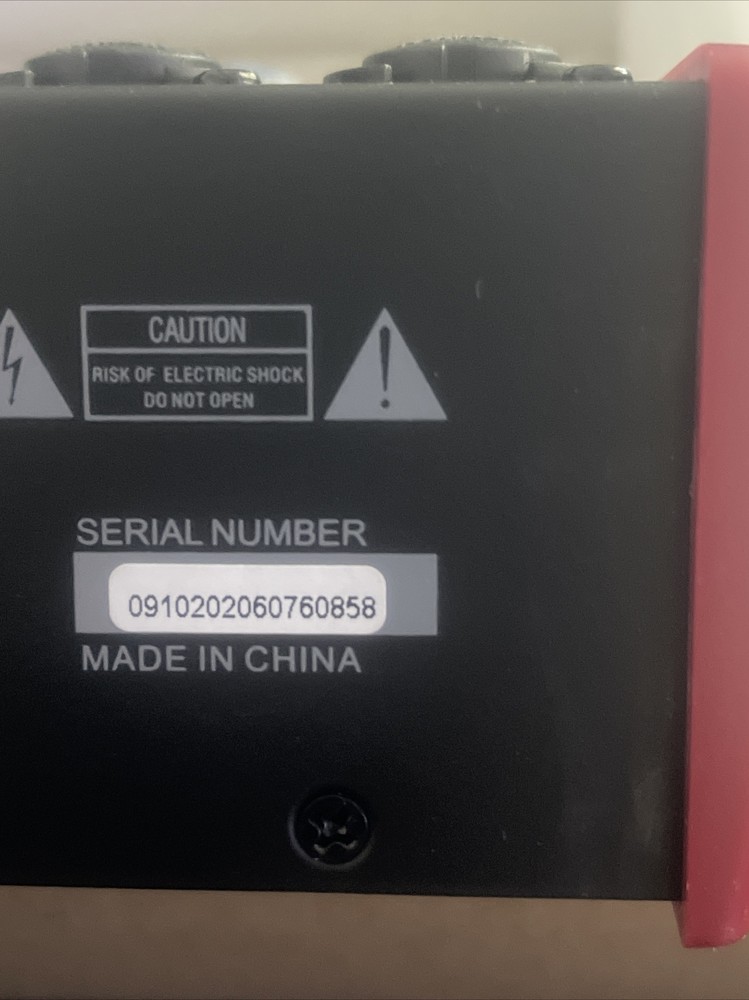 CAUTION
RISK OF ELECTRIC SHOCK
DO NOT OPEN
SERIAL NUMBER
0910202060760858
MADE IN CHINA